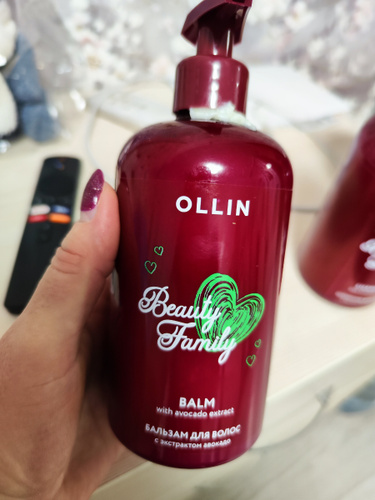 OLLIN
Beauty
Family
BALM
with avocado extract
БАЛЬЗАМ ДЛЯ ВОЛОС
с экстрактом авокадо